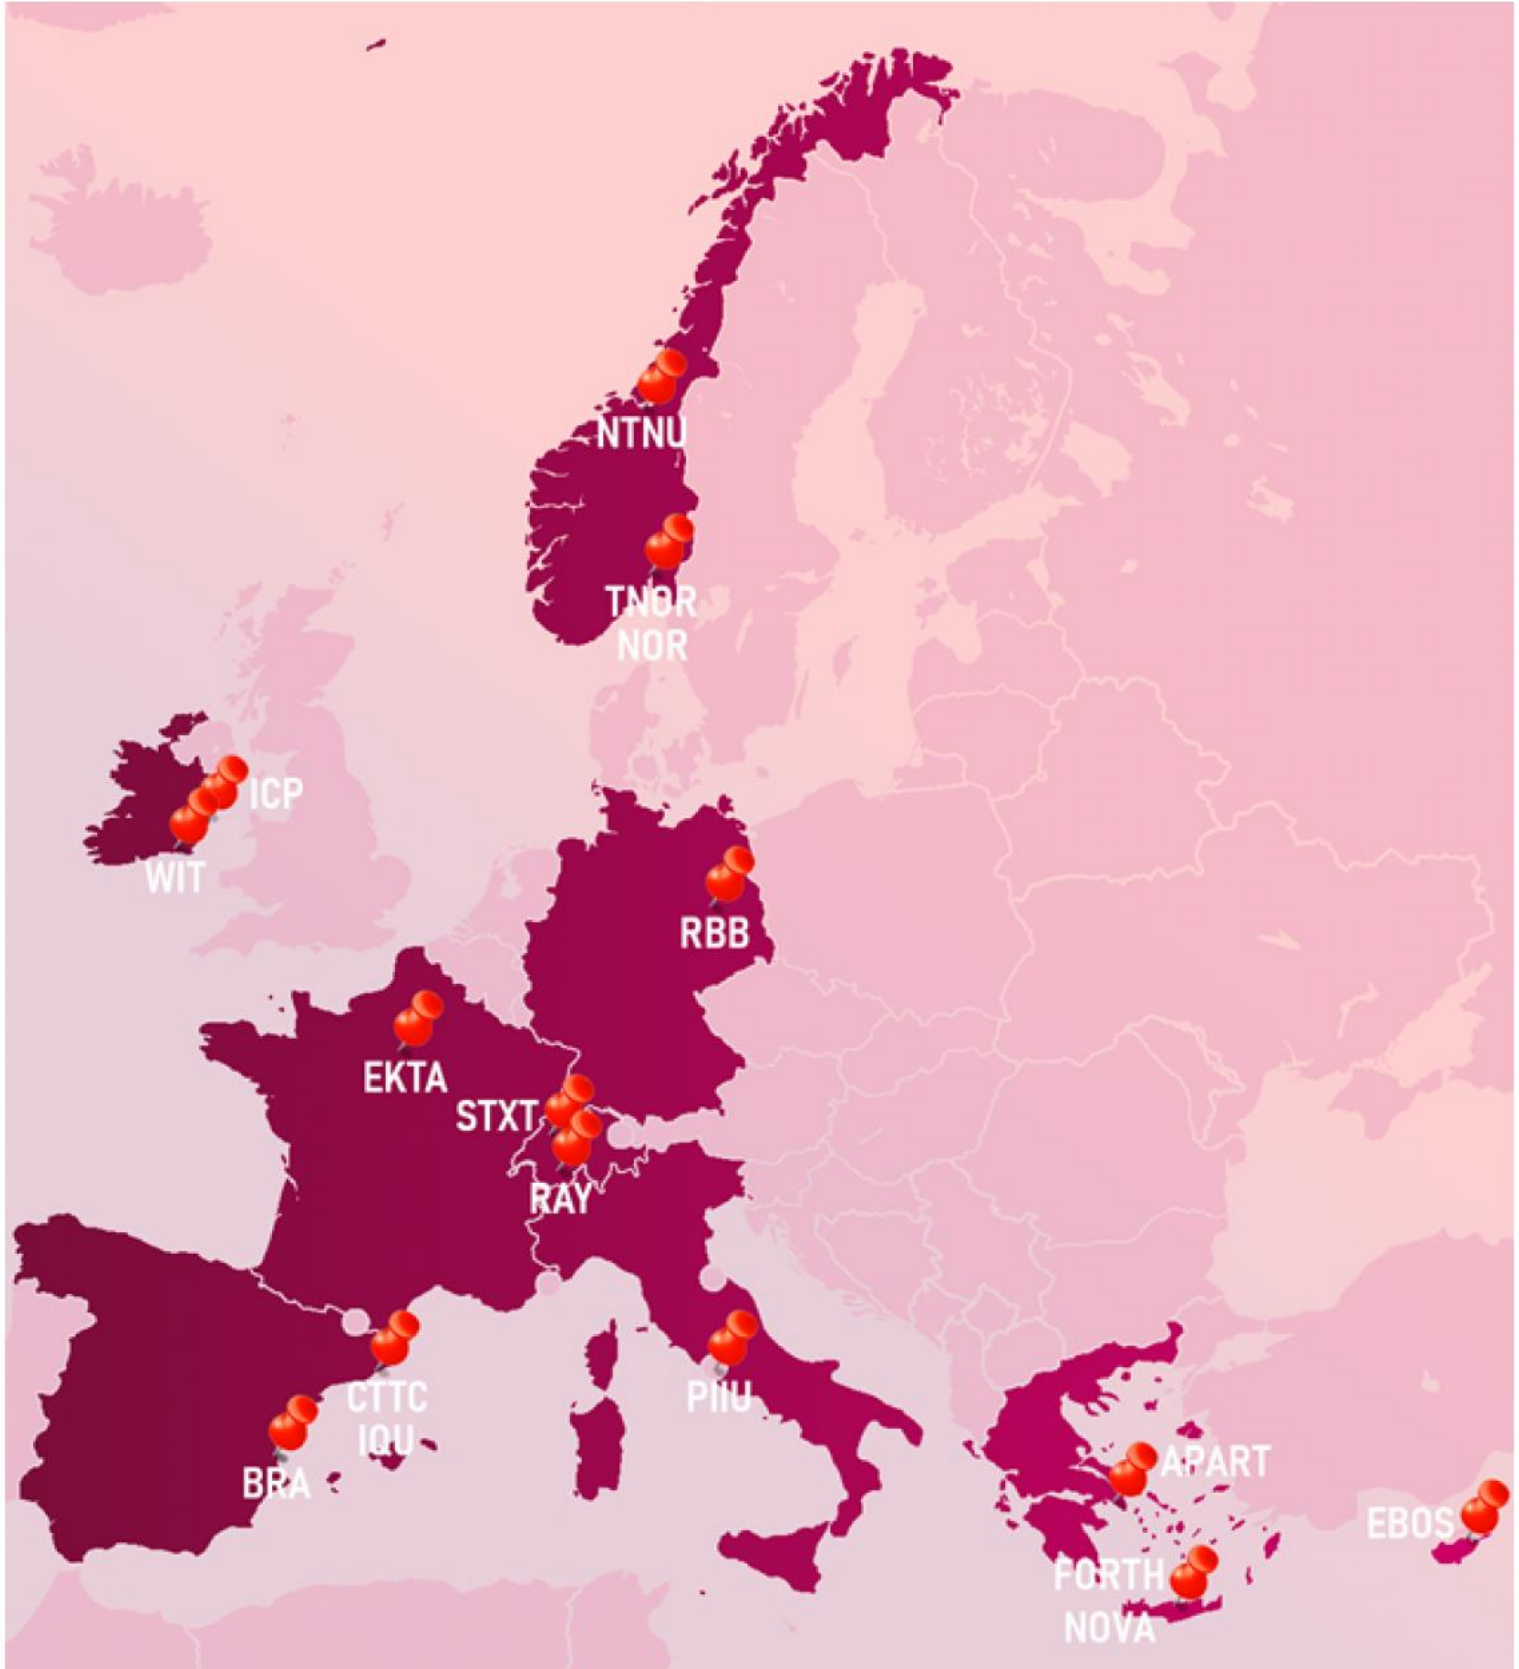 NTNU
TNOR
NOR
ICP
WIT
RBB
EKTA
STXT
RAY
CTTC
IQU
PIIU
BRA
APART
EBOS
FORTH
NOVA